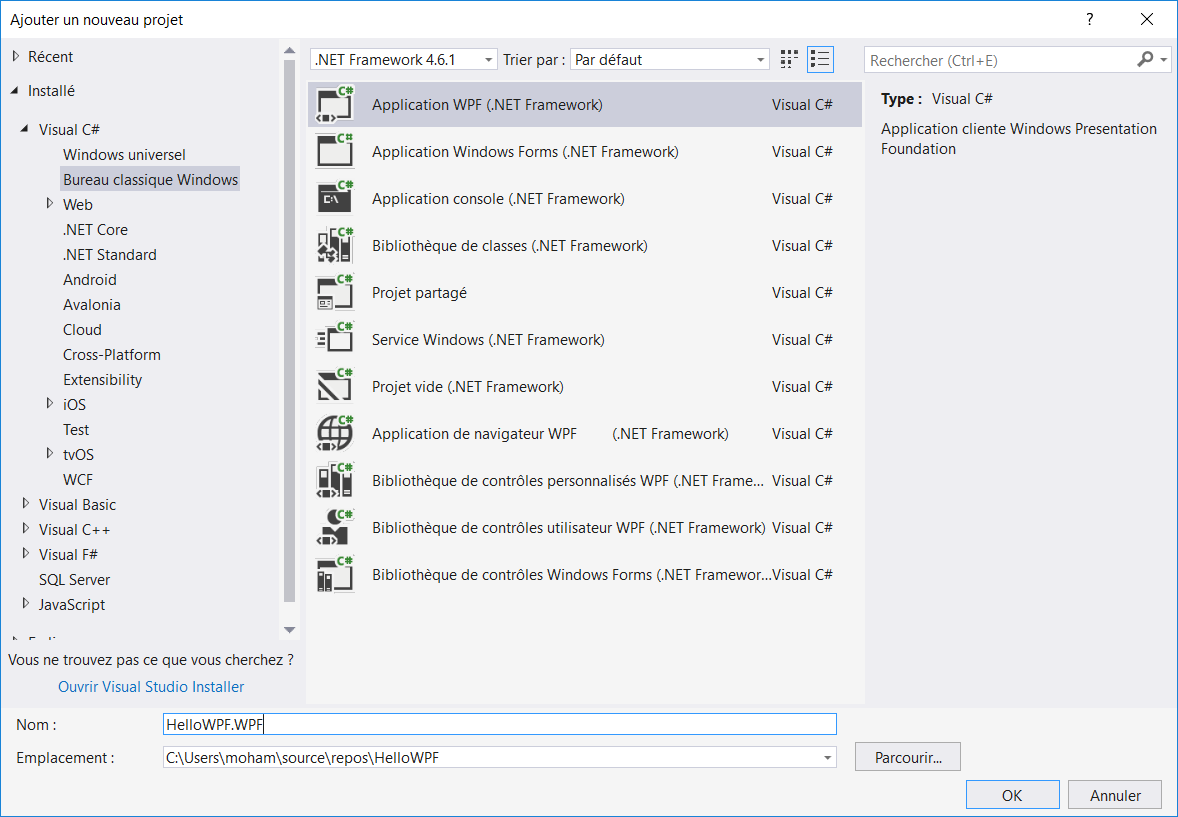 Ajouter un nouveau projet
?
Récent
Installé
Visual C#
Windows universel
Bureau classique Windows
Web
.NET Core
.NET Standard
Android
Avalonia
Cloud
Cross-Platform
Extensibility
iOS
Test
tvOS
WCF
Visual Basic
Visual C++
Visual F#
SQL Server
JavaScript
Vous ne trouvez pas ce que vous cherchez ?
Ouvrir Visual Studio Installer
.NET Framework 4.6.1 Trier par : Par défaut
Application WPF (.NET Framework) Visual C#
Application Windows Forms (.NET Framework) Visual C#
Application console (.NET Framework) Visual C#
Bibliothèque de classes (.NET Framework) Visual C#
Projet partagé Visual C#
Service Windows (.NET Framework) Visual C#
Projet vide (.NET Framework) Visual C#
Application de navigateur WPF (.NET Framework) Visual C#
Bibliothèque de contrôles personnalisés WPF (.NET Frame... Visual C#
Bibliothèque de contrôles utilisateur WPF (.NET Framework) Visual C#
Bibliothèque de contrôles Windows Forms (.NET Framewor... Visual C#
Rechercher (Ctrl+E)
Type : Visual C#
Application cliente Windows Presentation
Foundation
Nom : HelloWPF.WPF
Emplacement : C:\Users\moham\source\repos\HelloWPF
Parcourir...
OK Annuler